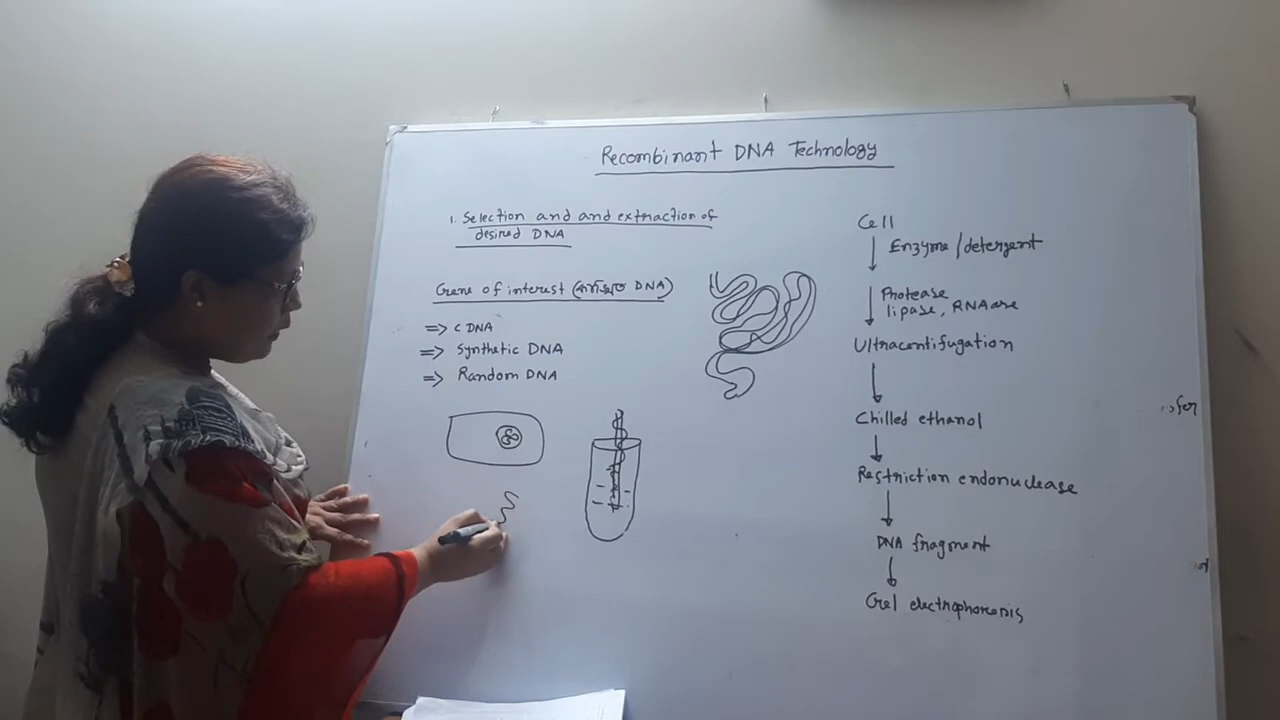 Recombinant DNA Technology
1. Selection and and extraction of
desired DNA
Gene of interest (কাঙ্ক্ষিত DNA)
=> c DNA
=> Synthetic DNA
=> Random DNA
Cell
Enzyme/detergent
Protease
lipase, RNAase
Ultracentifugation
Chilled ethanol
Restriction endonuclease
DNA fragment
Gel electrophoresis